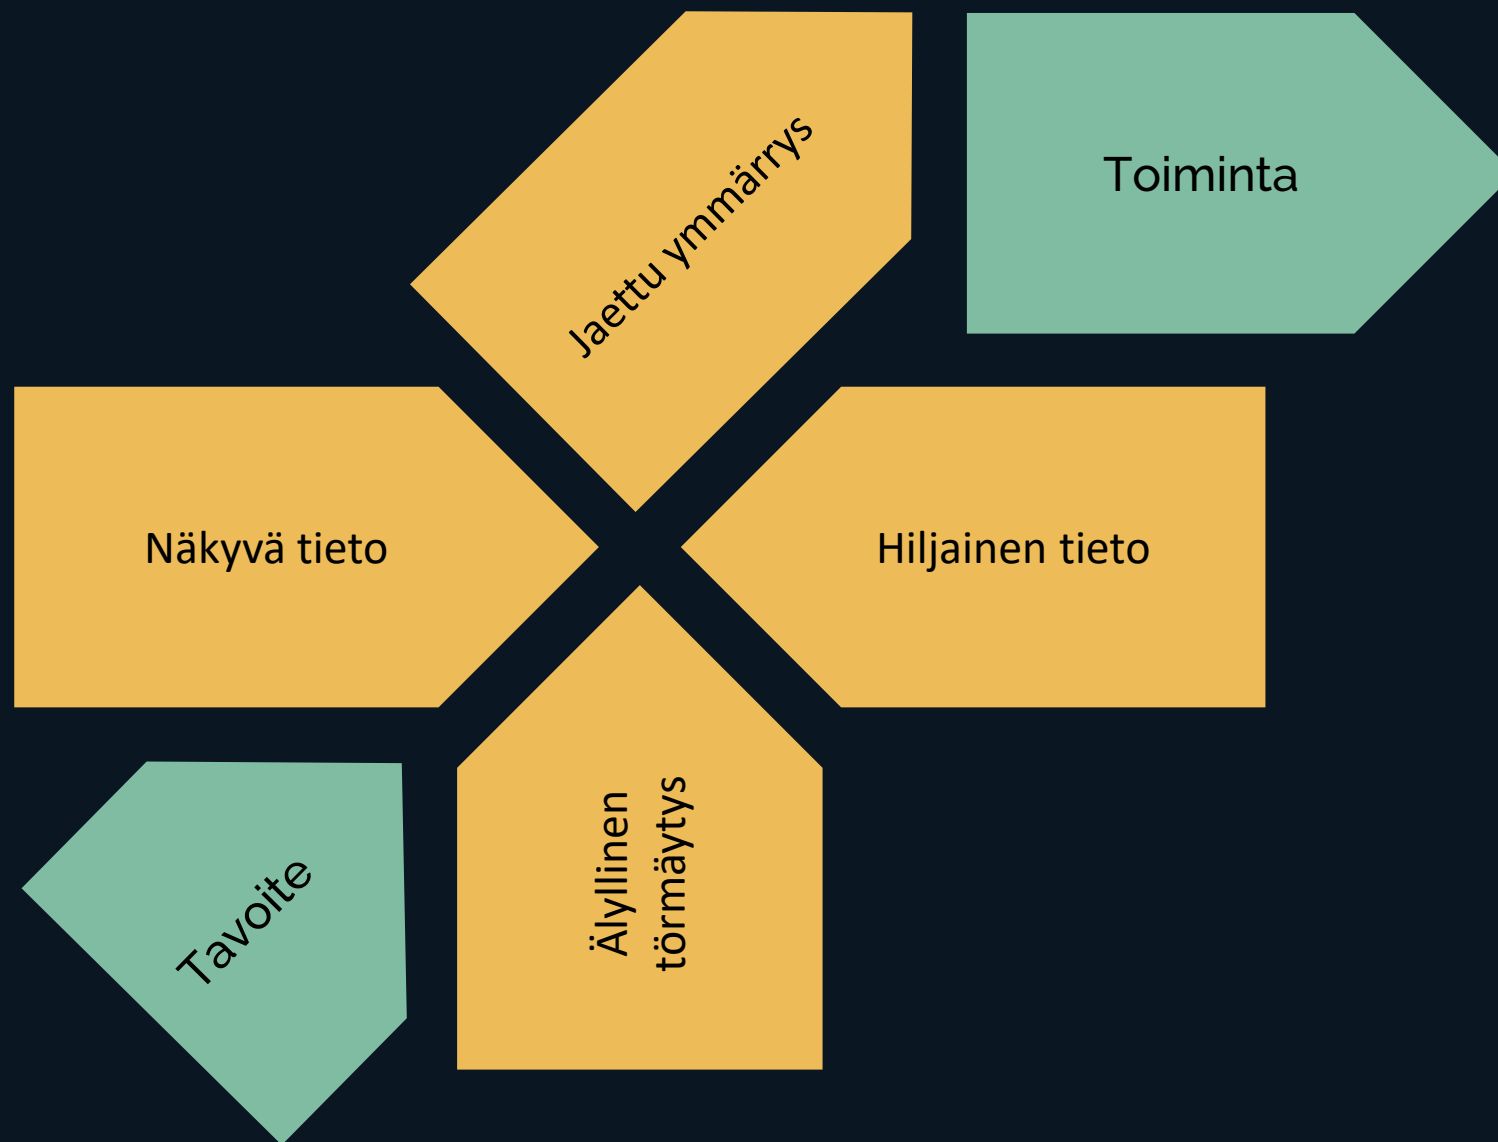 Jaettu ymmärrys
Toiminta
Näkyvä tieto
Hiljainen tieto
Tavoite
Älyllinen
törmäytys